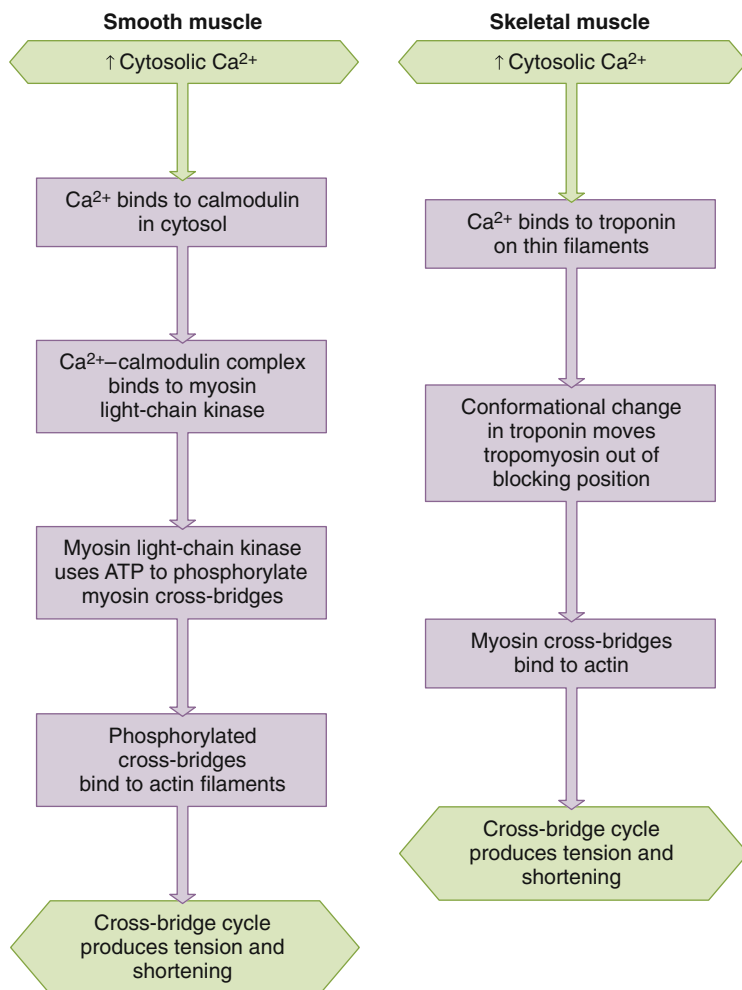 Smooth muscle
↑ Cytosolic Ca²⁺
Ca²⁺ binds to calmodulin
in cytosol
Ca²⁺–calmodulin complex
binds to myosin
light-chain kinase
Myosin light-chain kinase
uses ATP to phosphorylate
myosin cross-bridges
Phosphorylated
cross-bridges
bind to actin filaments
Cross-bridge cycle
produces tension and
shortening
Skeletal muscle
↑ Cytosolic Ca²⁺
Ca²⁺ binds to troponin
on thin filaments
Conformational change
in troponin moves
tropomyosin out of
blocking position
Myosin cross-bridges
bind to actin
Cross-bridge cycle
produces tension and
shortening